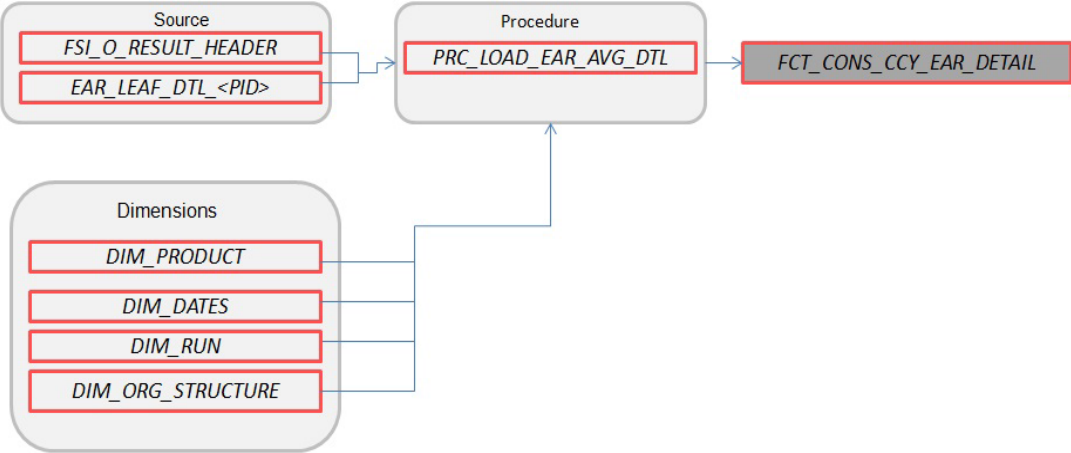 Source
FSI_O_RESULT_HEADER
EAR_LEAF_DTL_<PID>
Procedure
PRC_LOAD_EAR_AVG_DTL
FCT_CONS_CCY_EAR_DETAIL
Dimensions
DIM_PRODUCT
DIM_DATES
DIM_RUN
DIM_ORG_STRUCTURE